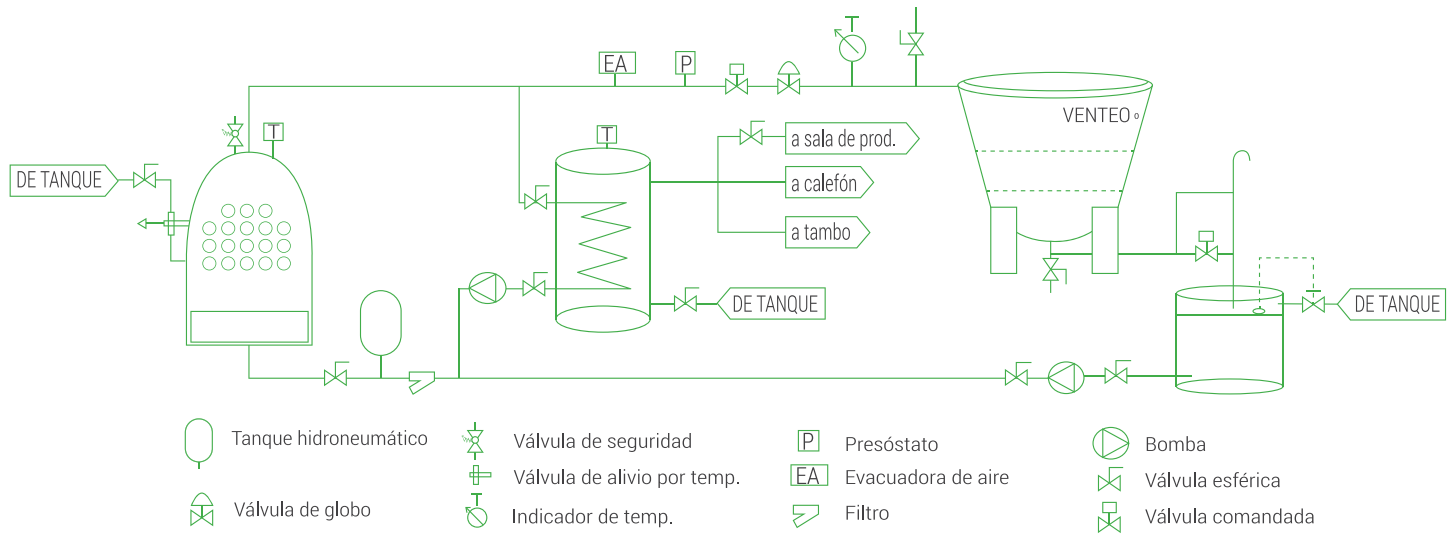 T
EA
P
VENTEO
T
T
a sala de prod.
DE TANQUE
a calefón
a tambo
DE TANQUE
DE TANQUE
Tanque hidroneumático
Válvula de seguridad
P
Presóstato
Bomba
Válvula de alivio por temp.
EA
Evacuadora de aire
Válvula esférica
Válvula de globo
T
Indicador de temp.
Filtro
Válvula comandada